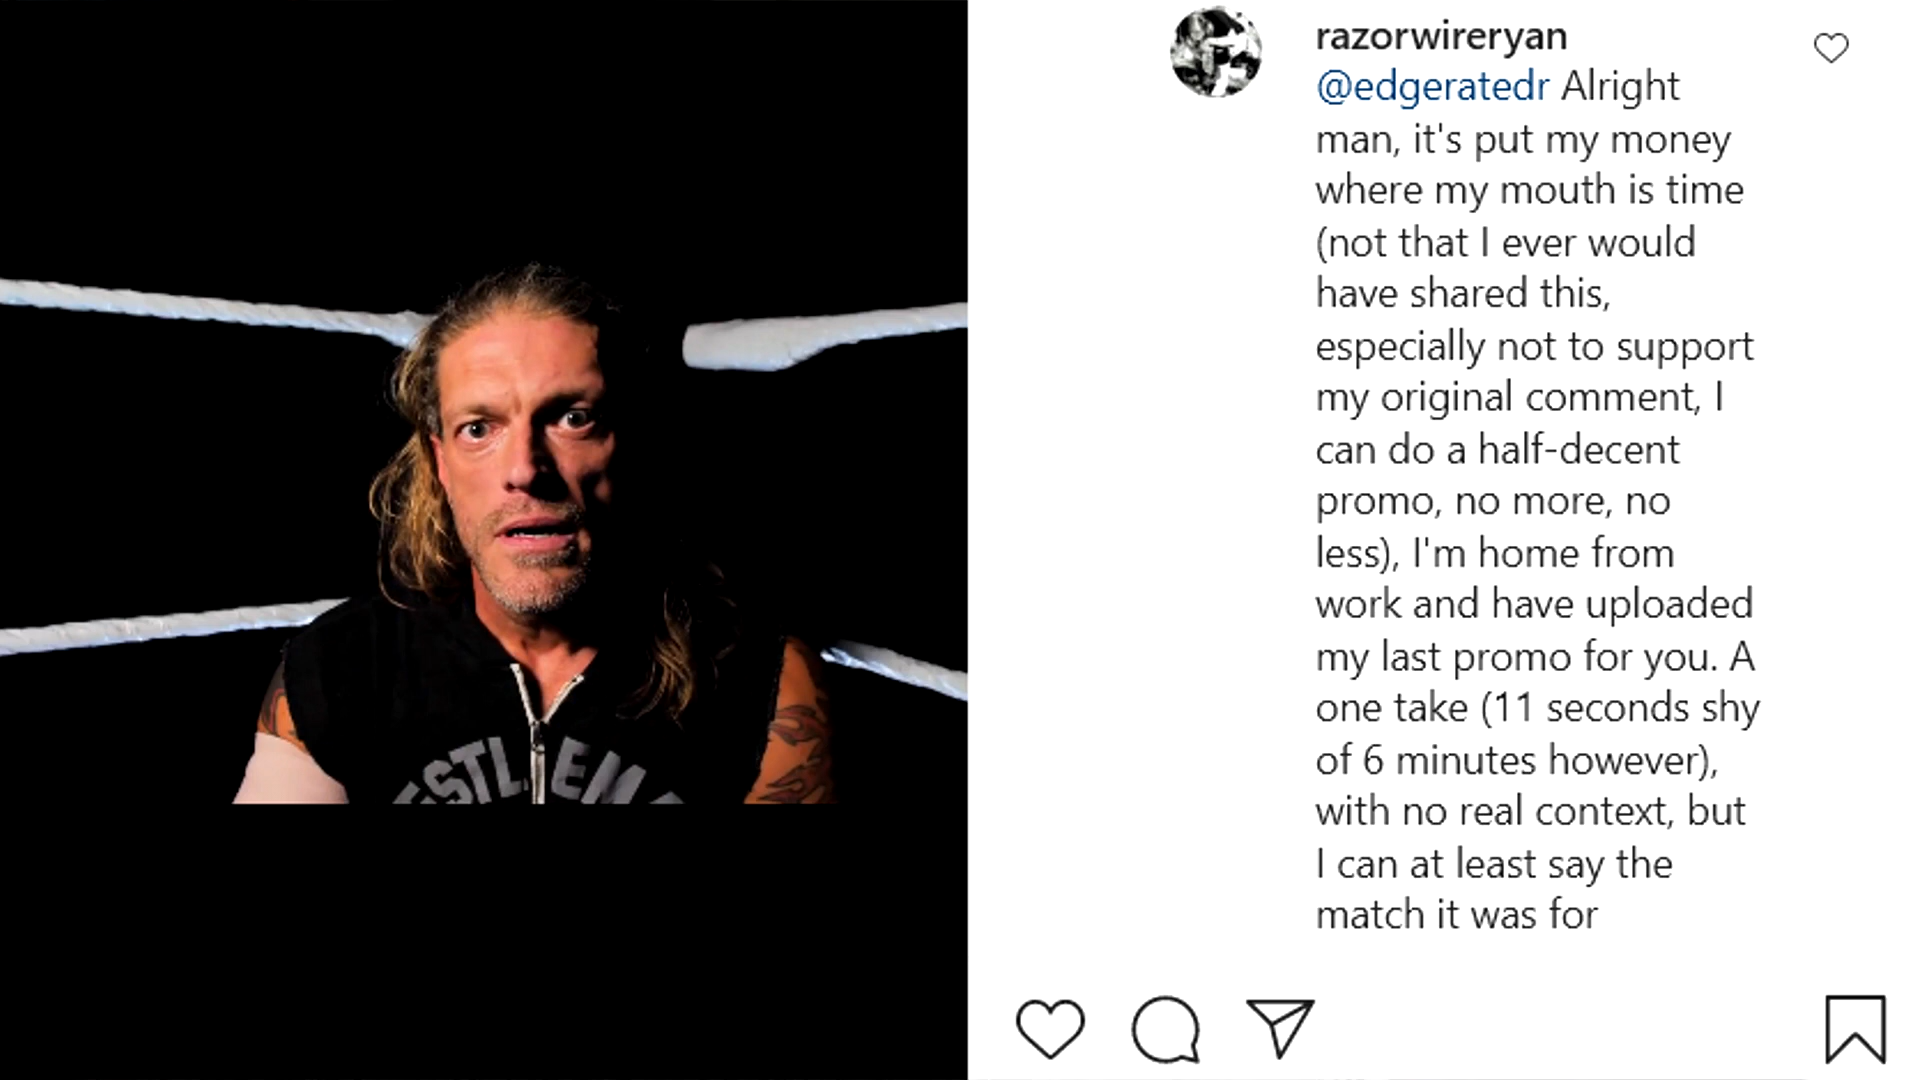 razorwireryan
@edgeratedr Alright
man, it's put my money
where my mouth is time
(not that I ever would
have shared this,
especially not to support
my original comment, I
can do a half-decent
promo, no more, no
less), I'm home from
work and have uploaded
my last promo for you. A
one take (11 seconds shy
of 6 minutes however),
with no real context, but
I can at least say the
match it was for